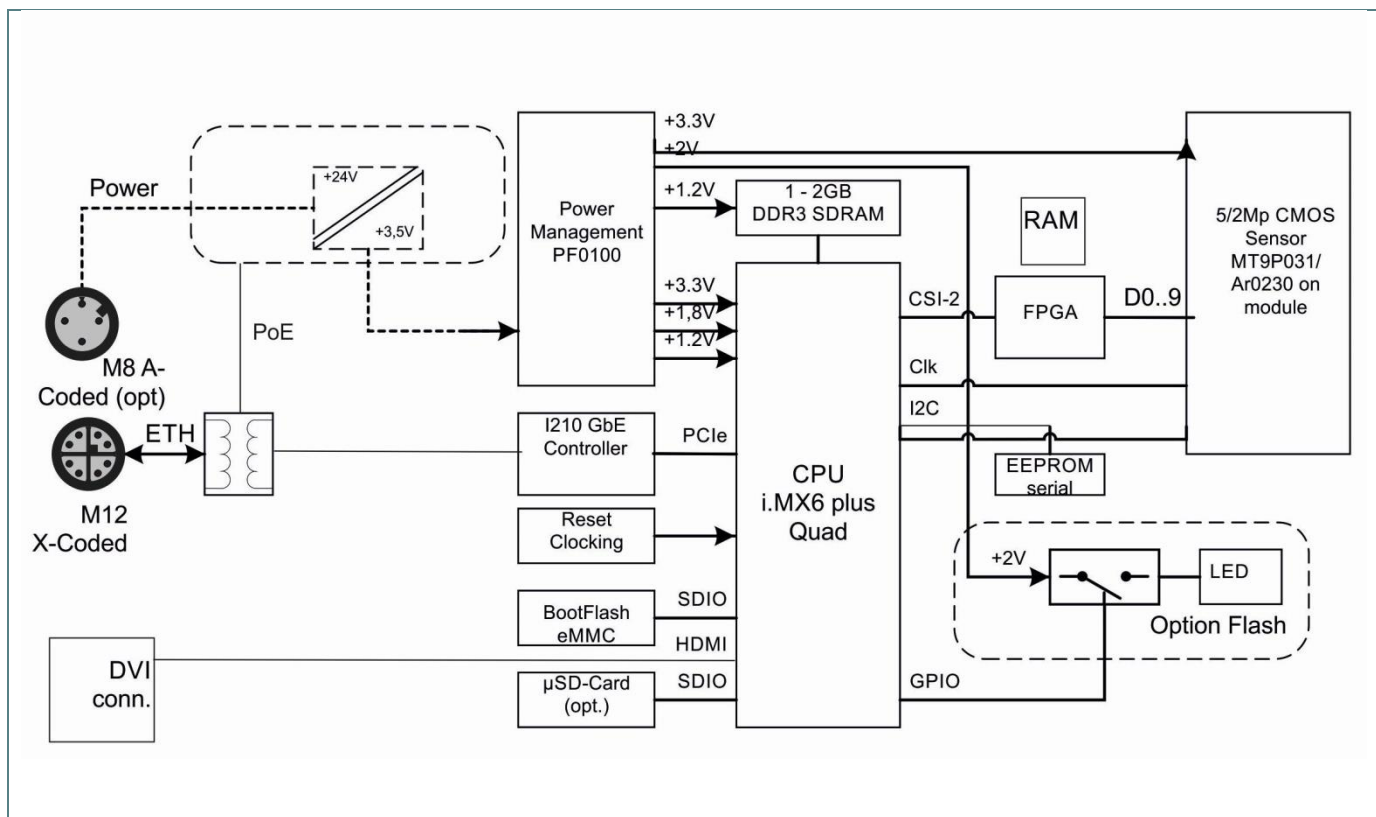 +3.3V
+2V
+24V
+3,5V
Power
Power
Management
PF0100
+1.2V
1 - 2GB
DDR3 SDRAM
RAM
5/2Mp CMOS
Sensor
MT9P031/
Ar0230 on
module
+3.3V
+1,8V
+1.2V
CSI-2
FPGA
D0..9
PoE
M8 A-
Coded (opt)
Clk
I2C
ETH
I210 GbE
Controller
PCIe
CPU
i.MX6 plus
Quad
EEPROM
serial
M12
X-Coded
Reset
Clocking
+2V
LED
Option Flash
BootFlash
eMMC
SDIO
HDMI
DVI
conn.
µSD-Card
(opt.)
SDIO
GPIO